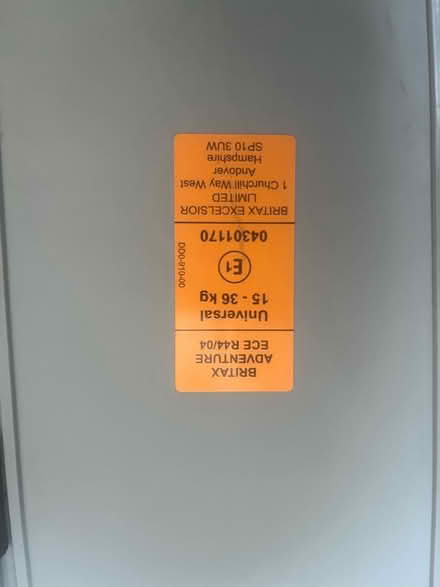 BRITAX
ADVENTURE
ECE R44/04
Universal
15 - 36 kg
E1
04301170
DO0-910-00
BRITAX EXCELSIOR
LIMITED
1 Churchill Way West
Andover
Hampshire
SP10 3UW